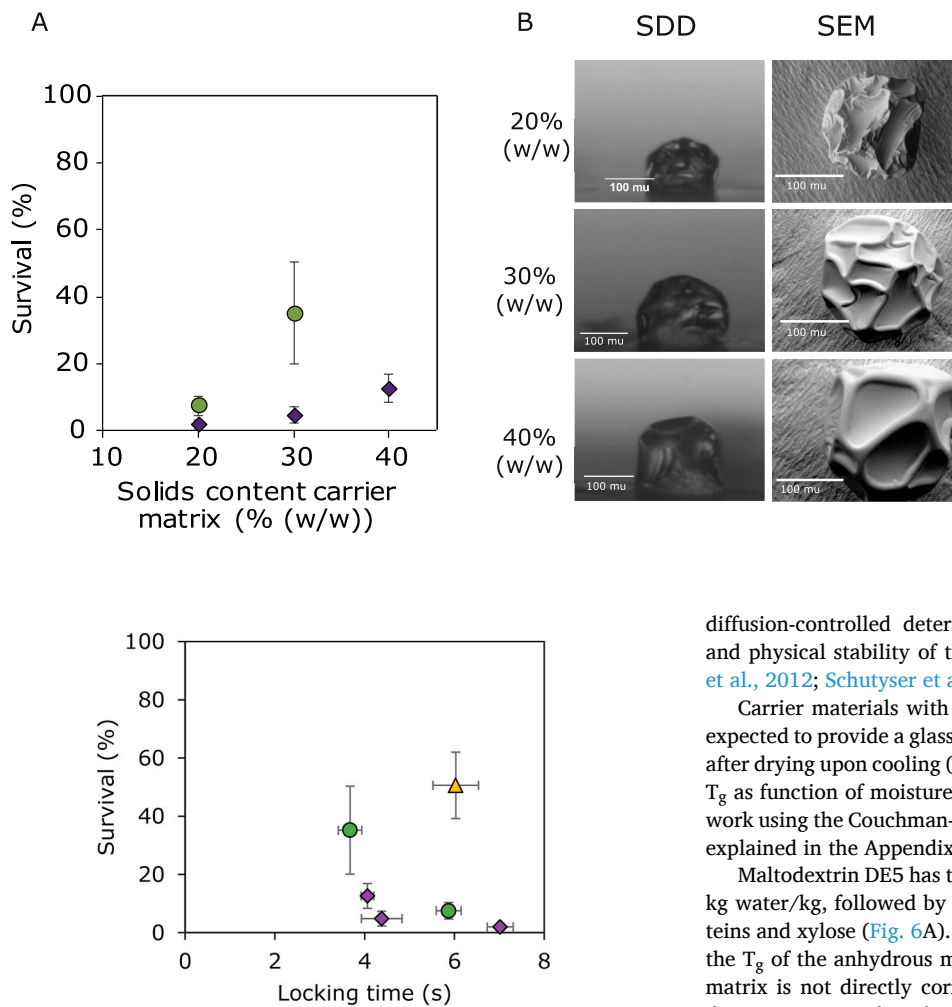 A
100
80
60
40
20
0
Survival (%)
10 20 30 40
Solids content carrier
matrix (% (w/w))
B
SDD SEM
20%
(w/w)
100 mu
100 mu
30%
(w/w)
100 mu
100 mu
40%
(w/w)
100 mu
100 mu
100
80
60
40
20
0
Survival (%)
0 2 4 6 8
Locking time (s)
diffusion-controlled deter
and physical stability of t
et al., 2012; Schutyser et a
Carrier materials with
expected to provide a glass
after drying upon cooling (
Tg as function of moisture
work using the Couchman-
explained in the Appendix
Maltodextrin DE5 has t
kg water/kg, followed by
teins and xylose (Fig. 6A).
the Tg of the anhydrous m
matrix is not directly cor